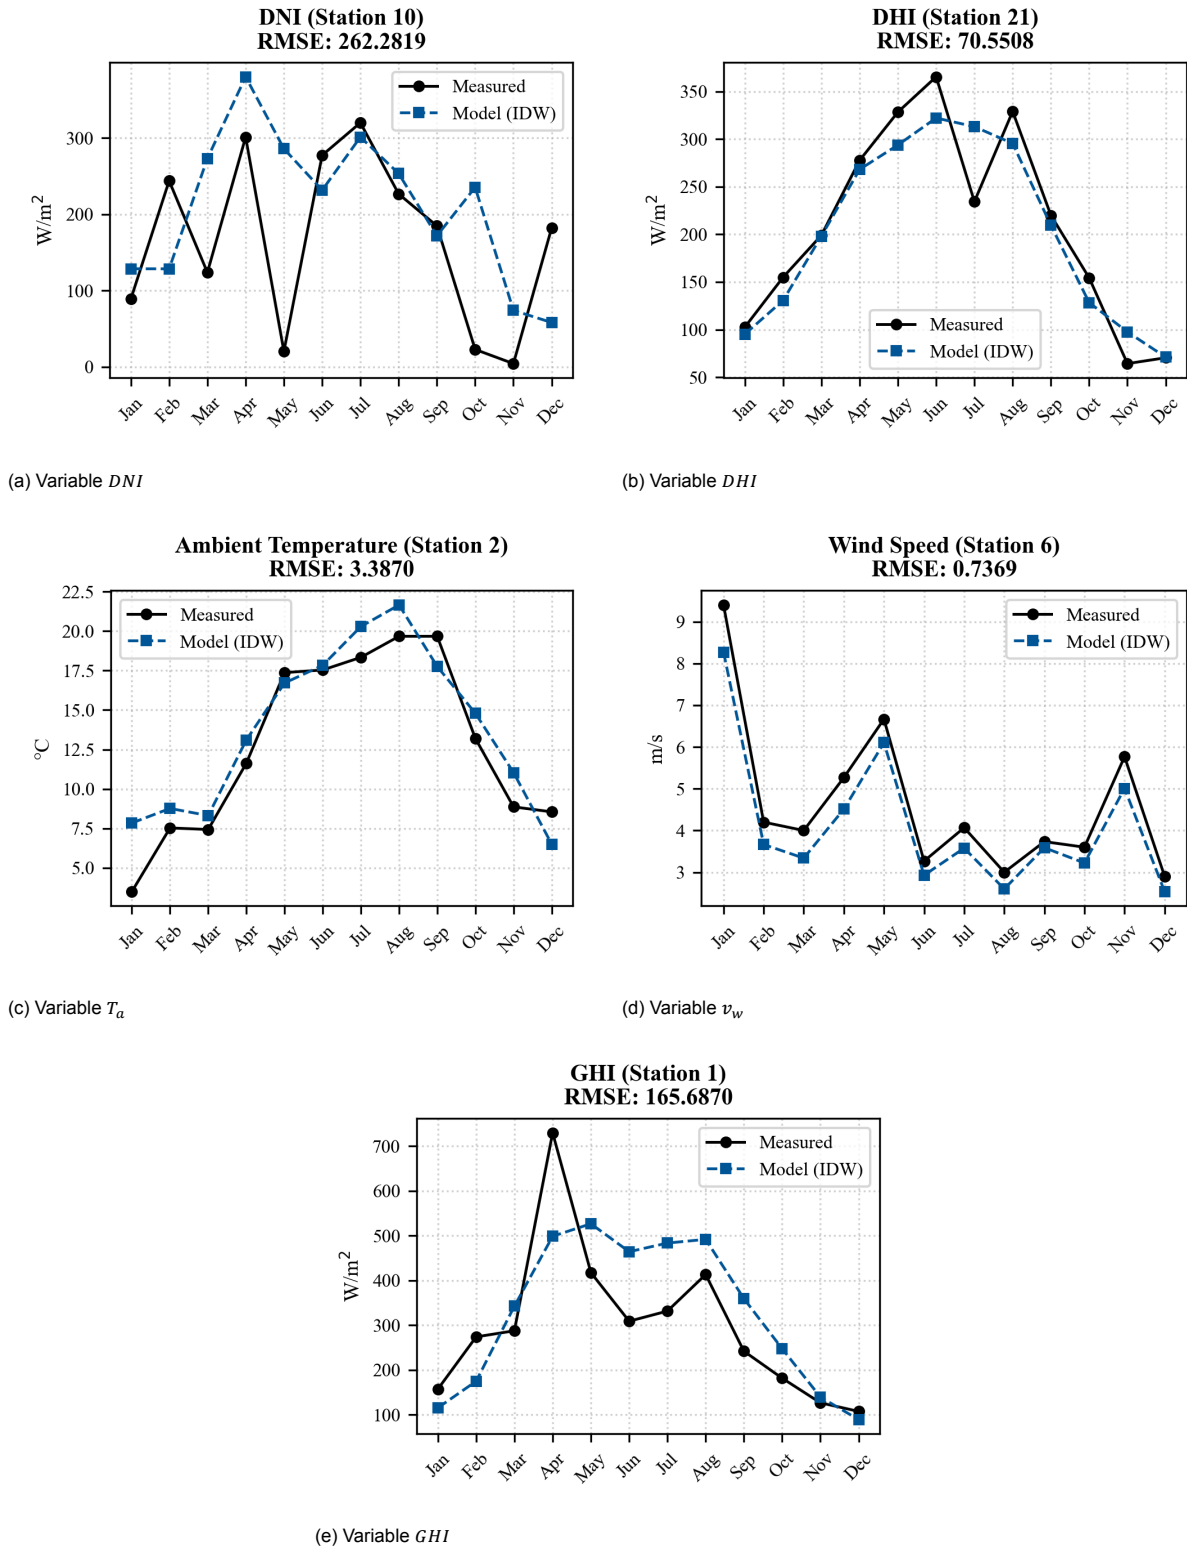 DNI (Station 10)
RMSE: 262.2819
W/m²
300
200
100
0
Measured
Model (IDW)
Jan
Feb
Mar
Apr
May
Jun
Jul
Aug
Sep
Oct
Nov
Dec
(a) Variable DNI
DHI (Station 21)
RMSE: 70.5508
W/m²
350
300
250
200
150
100
50
Measured
Model (IDW)
Jan
Feb
Mar
Apr
May
Jun
Jul
Aug
Sep
Oct
Nov
Dec
(b) Variable DHI
Ambient Temperature (Station 2)
RMSE: 3.3870
°C
22.5
20.0
17.5
15.0
12.5
10.0
7.5
5.0
Measured
Model (IDW)
Jan
Feb
Mar
Apr
May
Jun
Jul
Aug
Sep
Oct
Nov
Dec
(c) Variable Tₐ
Wind Speed (Station 6)
RMSE: 0.7369
m/s
9
8
7
6
5
4
3
Measured
Model (IDW)
Jan
Feb
Mar
Apr
May
Jun
Jul
Aug
Sep
Oct
Nov
Dec
(d) Variable v_w
GHI (Station 1)
RMSE: 165.6870
W/m²
700
600
500
400
300
200
100
Measured
Model (IDW)
Jan
Feb
Mar
Apr
May
Jun
Jul
Aug
Sep
Oct
Nov
Dec
(e) Variable GHI